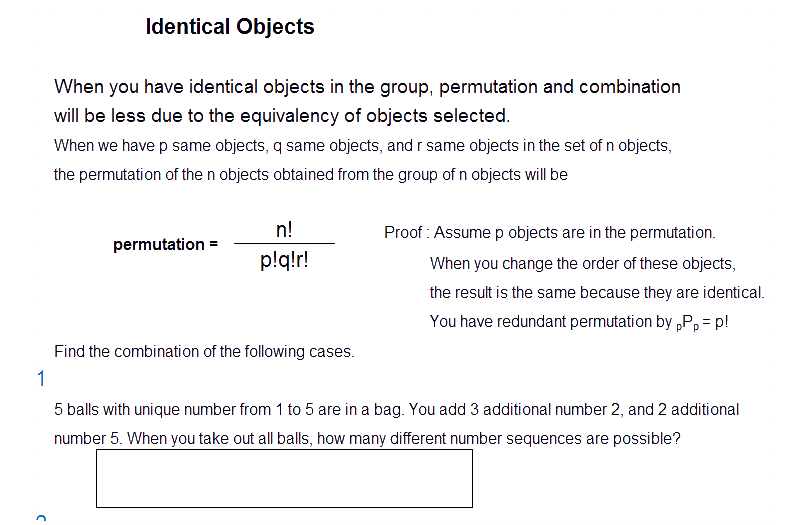 Identical Objects
When you have identical objects in the group, permutation and combination
will be less due to the equivalency of objects selected.
When we have p same objects, q same objects, and r same objects in the set of n objects,
the permutation of the n objects obtained from the group of n objects will be
permutation = n! / p!q!r!
Proof : Assume p objects are in the permutation.
When you change the order of these objects,
the result is the same because they are identical.
You have redundant permutation by ₚPₚ = p!
Find the combination of the following cases.
1
5 balls with unique number from 1 to 5 are in a bag. You add 3 additional number 2, and 2 additional
number 5. When you take out all balls, how many different number sequences are possible?